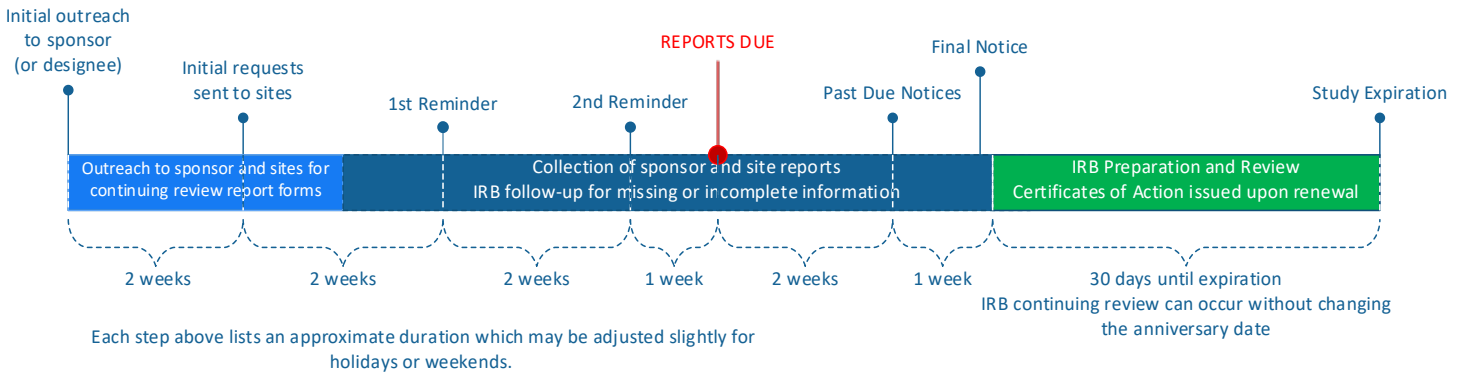 Initial outreach
to sponsor
(or designee)
Initial requests
sent to sites
1st Reminder
2nd Reminder
REPORTS DUE
Past Due Notices
Final Notice
Study Expiration
Outreach to sponsor and sites for
continuing review report forms
Collection of sponsor and site reports
IRB follow-up for missing or incomplete information
IRB Preparation and Review
Certificates of Action issued upon renewal
2 weeks
2 weeks
2 weeks
1 week
2 weeks
1 week
30 days until expiration
IRB continuing review can occur without changing
the anniversary date
Each step above lists an approximate duration which may be adjusted slightly for
holidays or weekends.